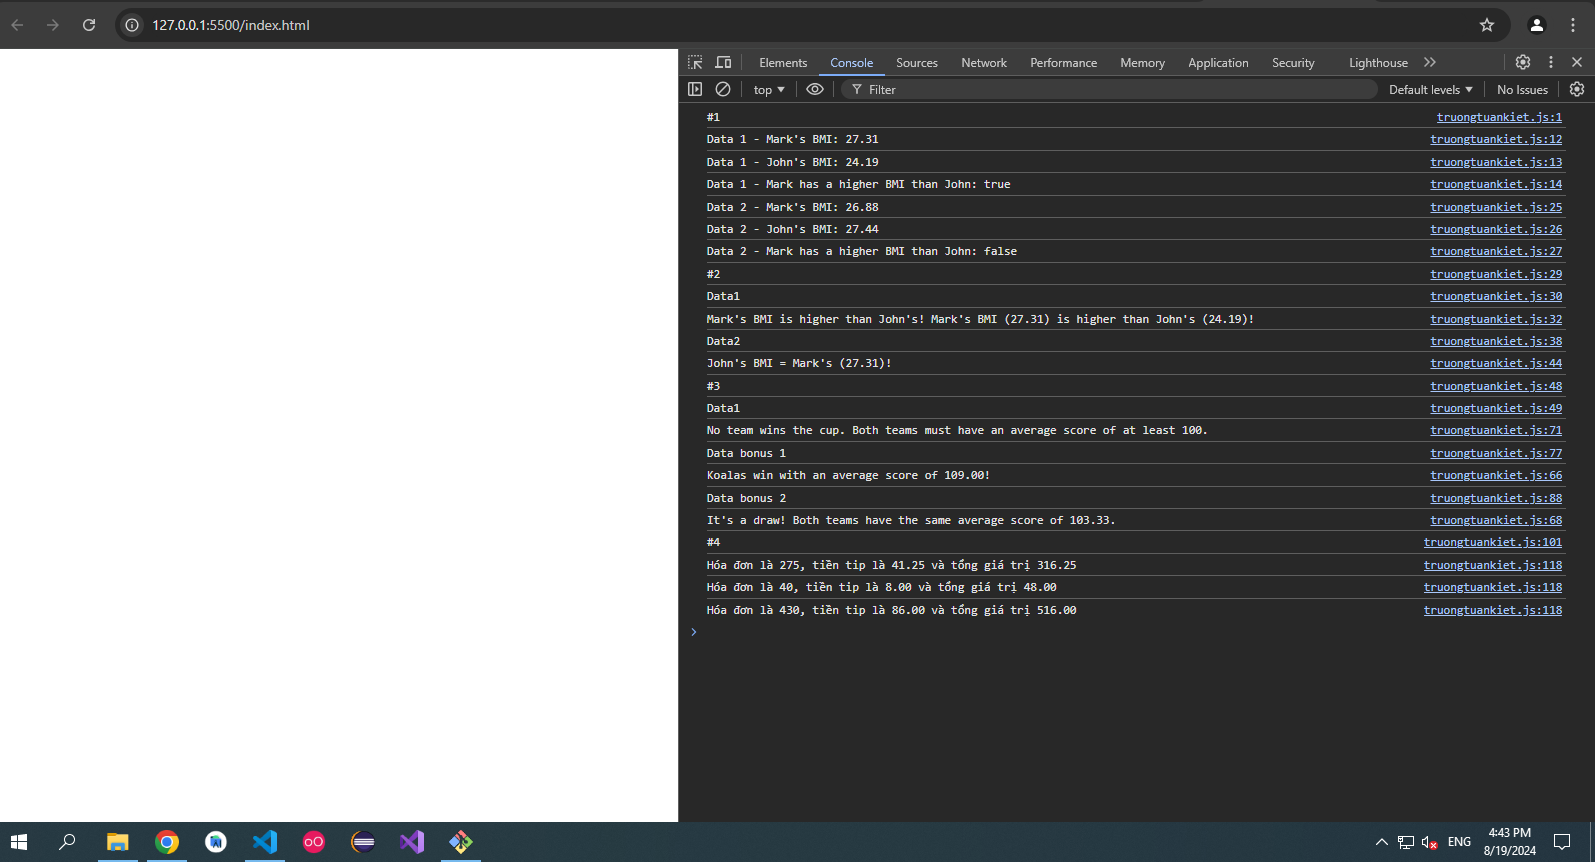 127.0.0.1:5500/index.html
Elements Console Sources Network Performance Memory Application Security Lighthouse
top Filter Default levels No Issues
#1 truongtuankiet.js:1
Data 1 - Mark's BMI: 27.31 truongtuankiet.js:12
Data 1 - John's BMI: 24.19 truongtuankiet.js:13
Data 1 - Mark has a higher BMI than John: true truongtuankiet.js:14
Data 2 - Mark's BMI: 26.88 truongtuankiet.js:25
Data 2 - John's BMI: 27.44 truongtuankiet.js:26
Data 2 - Mark has a higher BMI than John: false truongtuankiet.js:27
#2 truongtuankiet.js:29
Data1 truongtuankiet.js:30
Mark's BMI is higher than John's! Mark's BMI (27.31) is higher than John's (24.19)! truongtuankiet.js:32
Data2 truongtuankiet.js:38
John's BMI = Mark's (27.31)! truongtuankiet.js:44
#3 truongtuankiet.js:48
Data1 truongtuankiet.js:49
No team wins the cup. Both teams must have an average score of at least 100. truongtuankiet.js:71
Data bonus 1 truongtuankiet.js:77
Koalas win with an average score of 109.00! truongtuankiet.js:66
Data bonus 2 truongtuankiet.js:88
It's a draw! Both teams have the same average score of 103.33. truongtuankiet.js:68
#4 truongtuankiet.js:101
Hóa đơn là 275, tiền tip là 41.25 và tổng giá trị 316.25 truongtuankiet.js:118
Hóa đơn là 40, tiền tip là 8.00 và tổng giá trị 48.00 truongtuankiet.js:118
Hóa đơn là 430, tiền tip là 86.00 và tổng giá trị 516.00 truongtuankiet.js:118
ENG
4:43 PM
8/19/2024